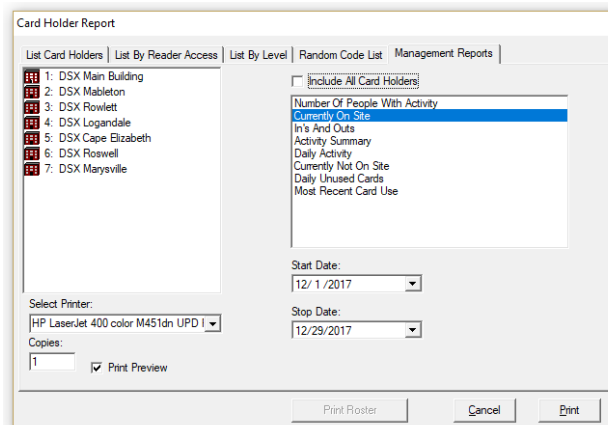 Card Holder Report
List Card Holders List By Reader Access List By Level Random Code List Management Reports
1: DSX Main Building
2: DSX Mableton
3: DSX Rowlett
4: DSX Logandale
5: DSX Cape Elizabeth
6: DSX Roswell
7: DSX Marysville
Include All Card Holders
Number Of People With Activity
Currently On Site
In's And Outs
Activity Summary
Daily Activity
Currently Not On Site
Daily Unused Cards
Most Recent Card Use
Start Date:
12/ 1 /2017
Stop Date:
12/29/2017
Select Printer:
HP LaserJet 400 color M451dn UPD
Copies:
1
Print Preview
Print Roster Cancel Print